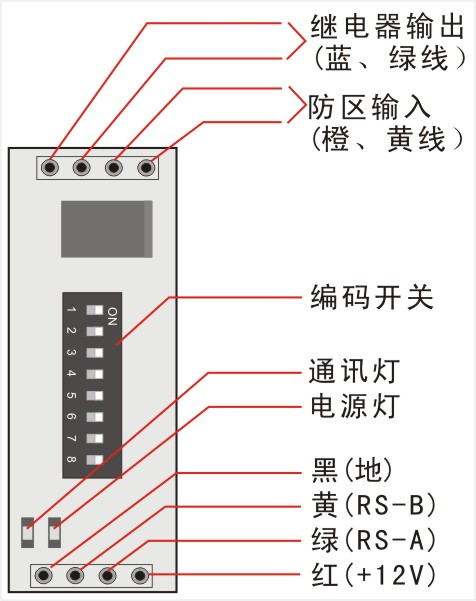 继电器输出
(蓝、绿线)
防区输入
(橙、黄线)
ON
1
2
3
4
5
6
7
8
编码开关
通讯灯
电源灯
黑(地)
黄(RS-B)
绿(RS-A)
红(+12V)